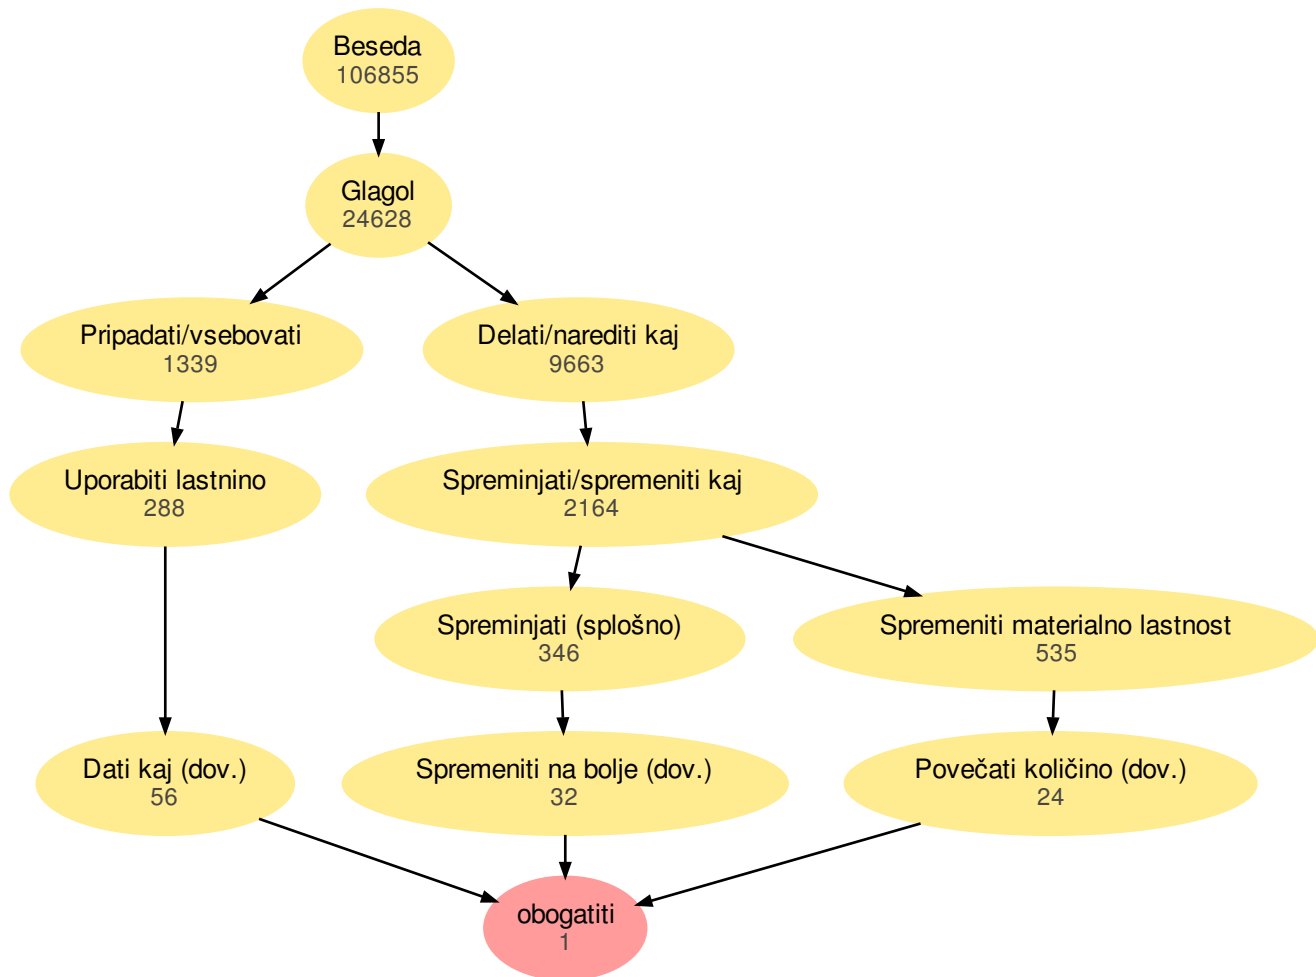 Beseda
106855
Glagol
24628
Pripadati/vsebovati
1339
Delati/narediti kaj
9663
Uporabiti lastnino
288
Spreminjati/spremeniti kaj
2164
Spreminjati (splošno)
346
Spremeniti materialno lastnost
535
Dati kaj (dov.)
56
Spremeniti na bolje (dov.)
32
Povečati količino (dov.)
24
obogatiti
1